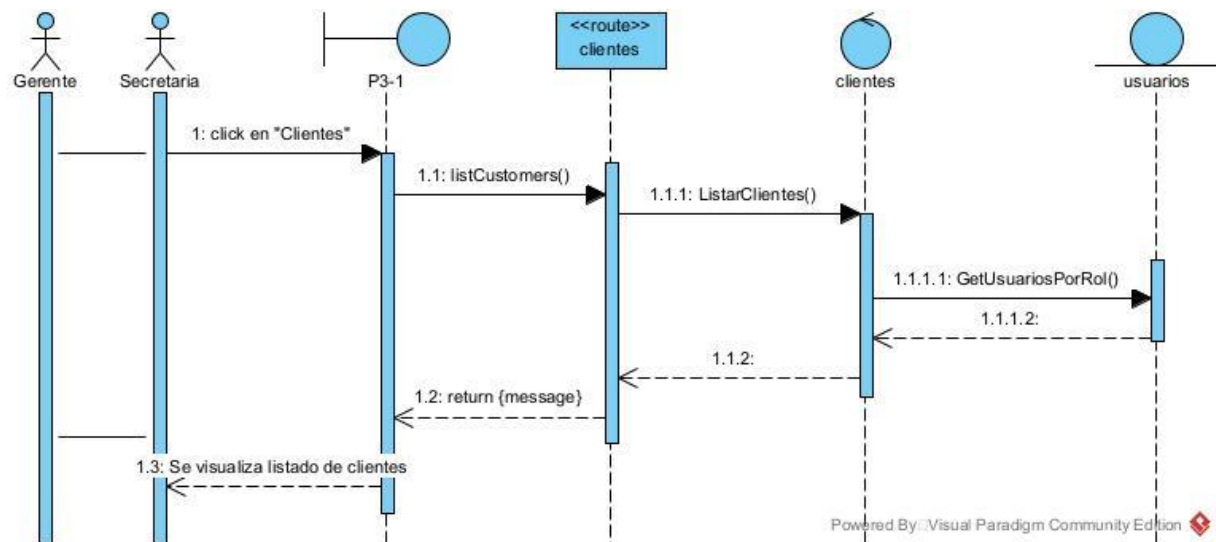 <<route>>
clientes
Gerente
Secretaria
P3-1
clientes
usuarios
1: click en "Clientes"
1.1: listCustomers()
1.1.1: ListarClientes()
1.1.1.1: GetUsuariosPorRol()
1.1.1.2:
1.1.2:
1.2: return {message}
1.3: Se visualiza listado de clientes
Powered By Visual Paradigm Community Edition